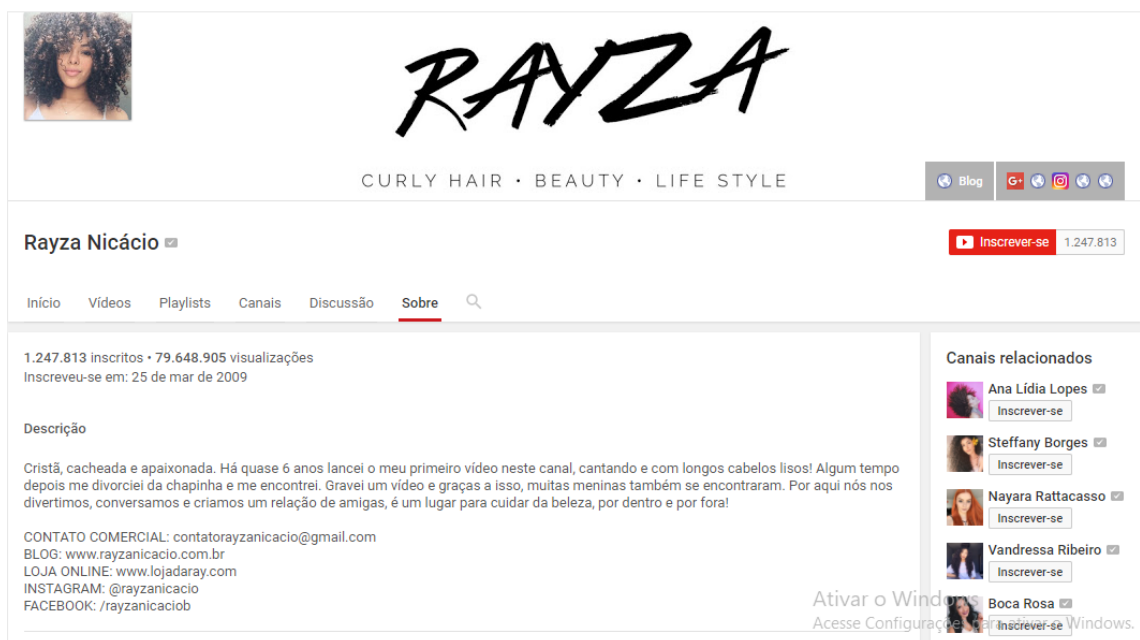 RAYZA
CURLY HAIR • BEAUTY • LIFE STYLE
Blog
G+
Rayza Nicácio
Inscrever-se 1.247.813
Início Vídeos Playlists Canais Discussão Sobre
1.247.813 inscritos • 79.648.905 visualizações
Inscreveu-se em: 25 de mar de 2009
Descrição
Cristã, cacheada e apaixonada. Há quase 6 anos lancei o meu primeiro vídeo neste canal, cantando e com longos cabelos lisos! Algum tempo
depois me divorciei da chapinha e me encontrei. Gravei um vídeo e graças a isso, muitas meninas também se encontraram. Por aqui nós nos
divertimos, conversamos e criamos um relação de amigas, é um lugar para cuidar da beleza, por dentro e por fora!
CONTATO COMERCIAL: contatorayzanicacio@gmail.com
BLOG: www.rayzanicacio.com.br
LOJA ONLINE: www.lojadaray.com
INSTAGRAM: @rayzanicacio
FACEBOOK: /rayzanicaciob
Canais relacionados
Ana Lídia Lopes
Inscrever-se
Steffany Borges
Inscrever-se
Nayara Rattacasso
Inscrever-se
Vandressa Ribeiro
Inscrever-se
Boca Rosa
Inscrever-se
Ativar o Windows
Acesse Configurações para ativar o Windows.